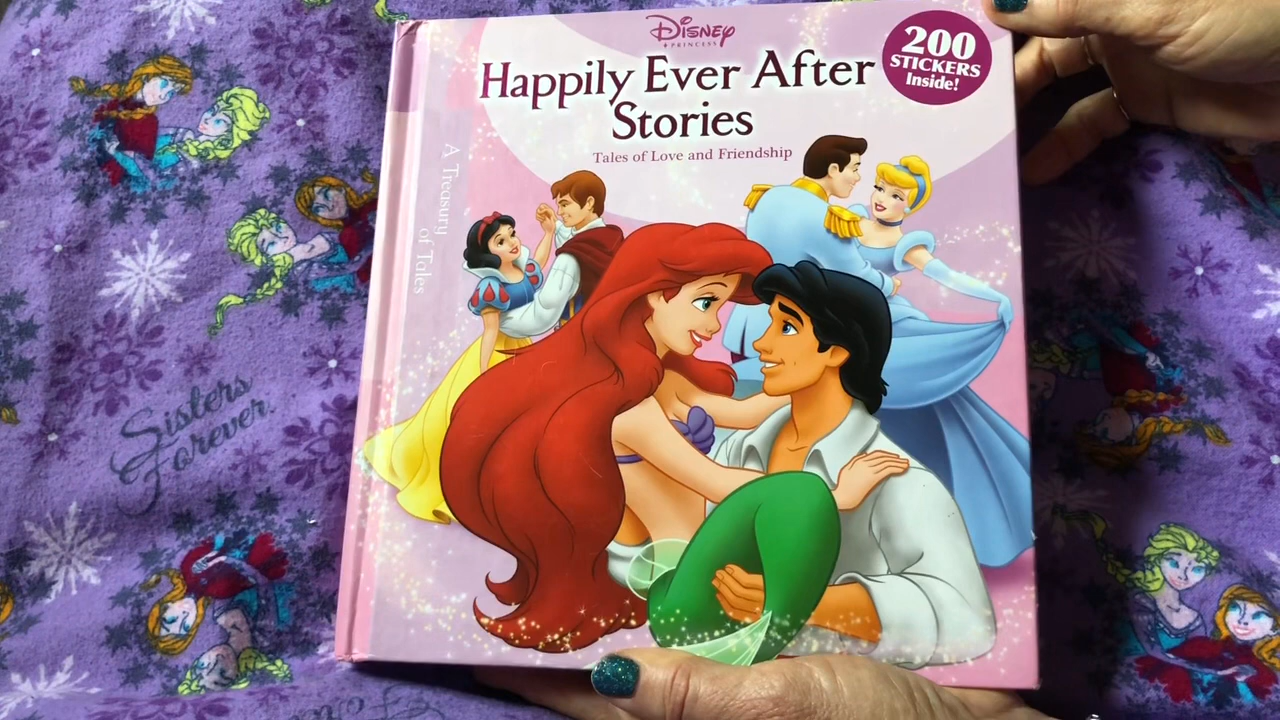 Disney
PRINCESS
Happily Ever After
Stories
Tales of Love and Friendship
200
STICKERS
Inside!
A Treasury
of Tales
Sisters
Forever.